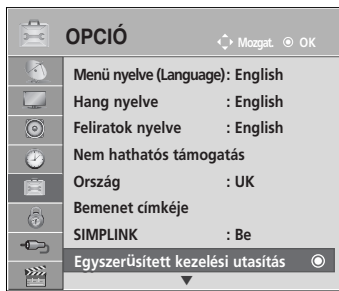 OPCIÓ
Mozgat. OK
Menü nyelve (Language): English
Hang nyelve : English
Feliratok nyelve : English
Nem hathatós támogatás
Ország : UK
Bemenet címkéje
SIMPLINK : Be
Egyszerűsített kezelési utasítás